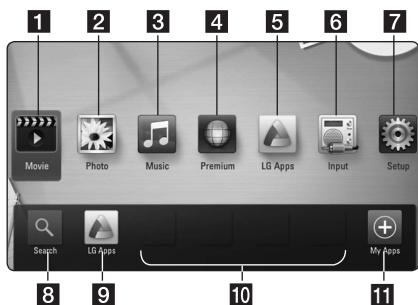 1 2 3 4 5 6 7
Movie Photo Music Premium LG Apps Input Setup
Search LG Apps My Apps
8 9 10 11